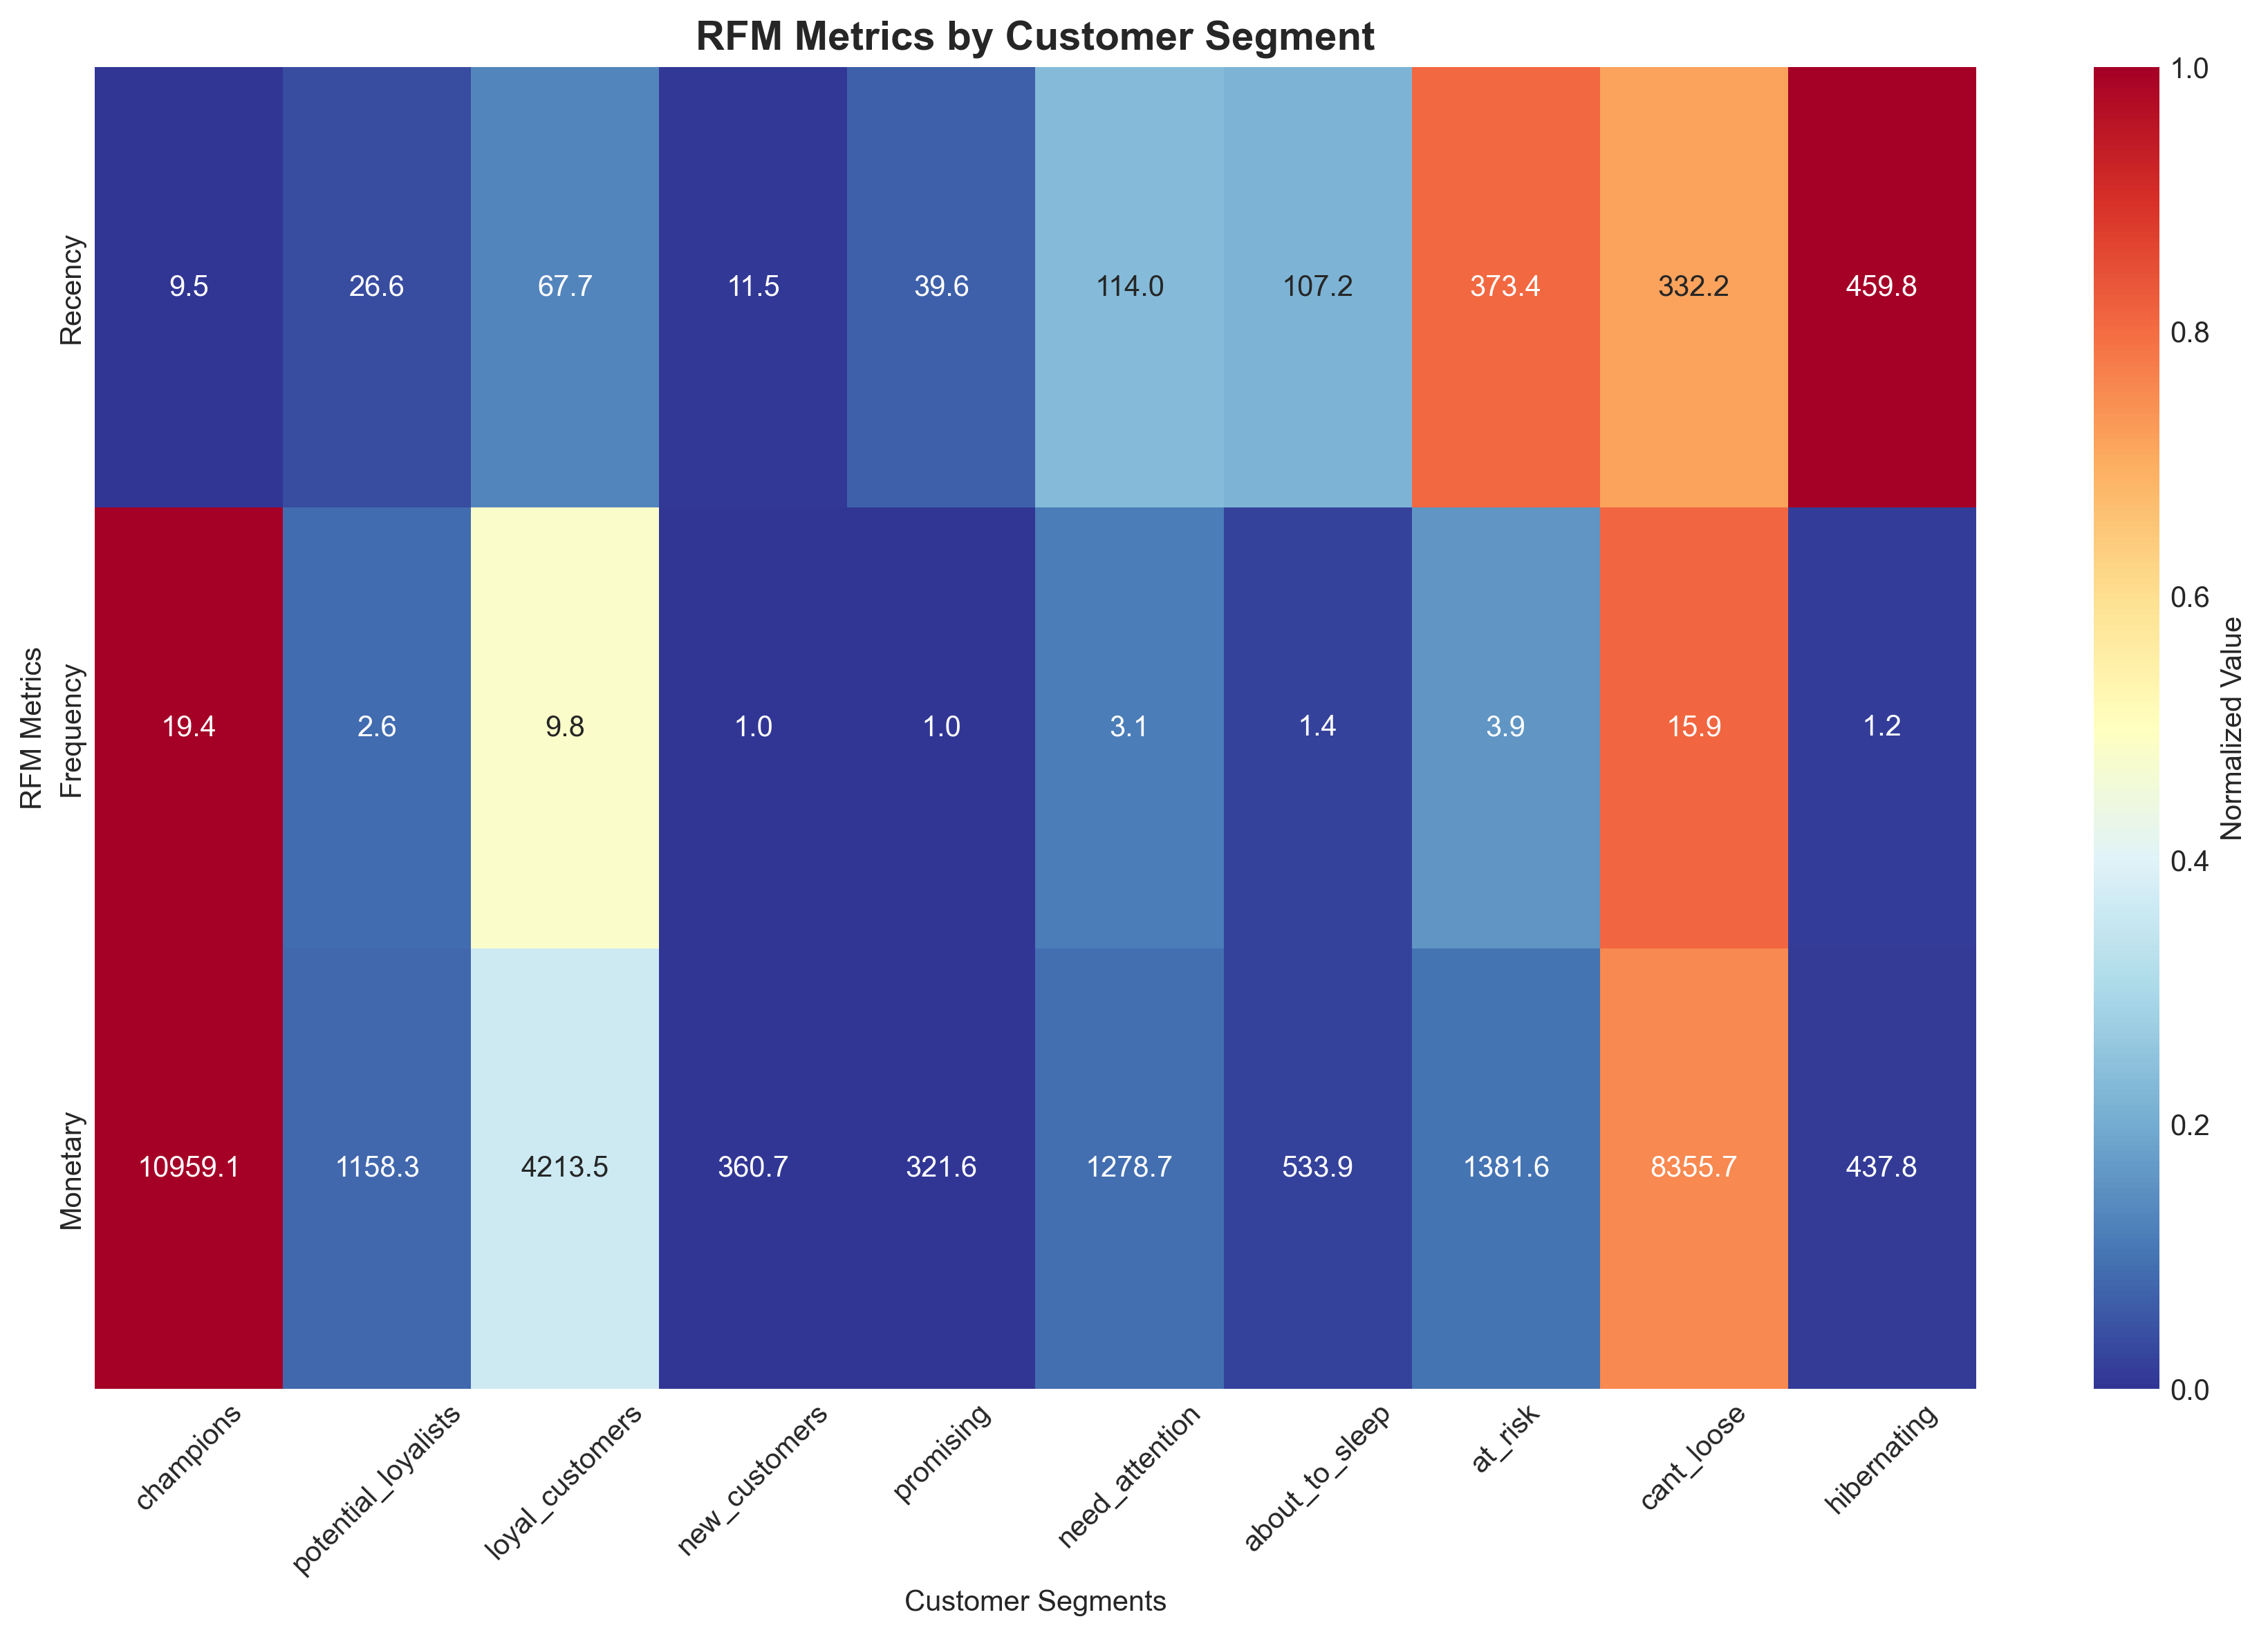 RFM Metrics by Customer Segment
RFM Metrics
Recency
9.5 26.6 67.7 11.5 39.6 114.0 107.2 373.4 332.2 459.8
Frequency
19.4 2.6 9.8 1.0 1.0 3.1 1.4 3.9 15.9 1.2
Monetary
10959.1 1158.3 4213.5 360.7 321.6 1278.7 533.9 1381.6 8355.7 437.8
champions potential_loyalists loyal_customers new_customers promising need_attention about_to_sleep at_risk cant_loose hibernating
Customer Segments
1.0
0.8
0.6
0.4
0.2
0.0
Normalized Value